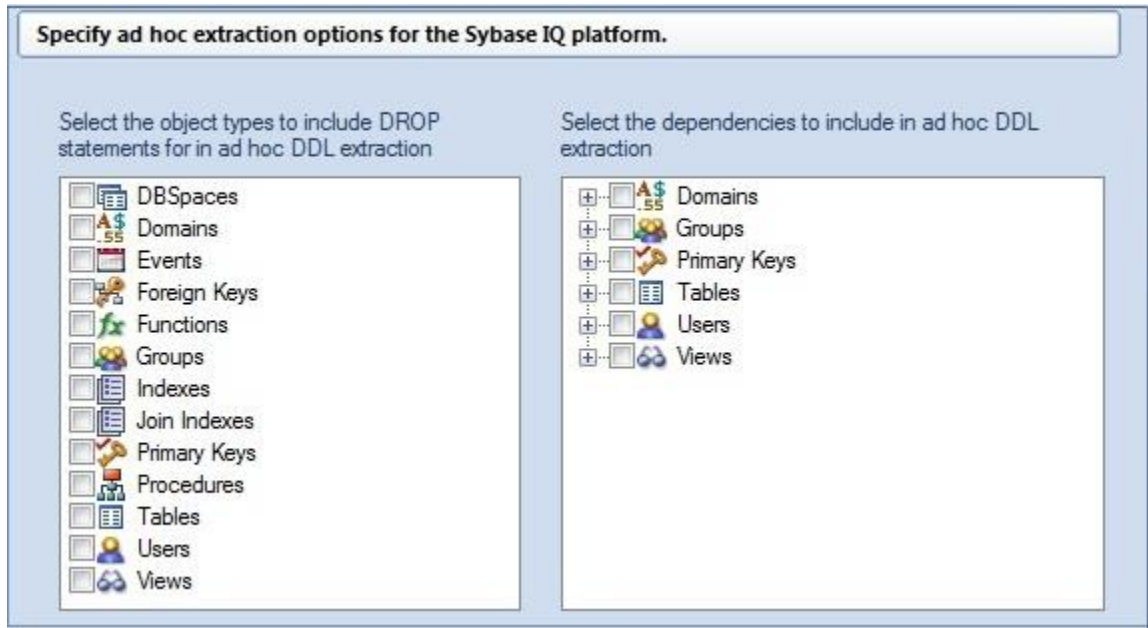 Specify ad hoc extraction options for the Sybase IQ platform.
Select the object types to include DROP
statements for in ad hoc DDL extraction
DBSpaces
Domains
Events
Foreign Keys
Functions
Groups
Indexes
Join Indexes
Primary Keys
Procedures
Tables
Users
Views
Select the dependencies to include in ad hoc DDL
extraction
Domains
Groups
Primary Keys
Tables
Users
Views